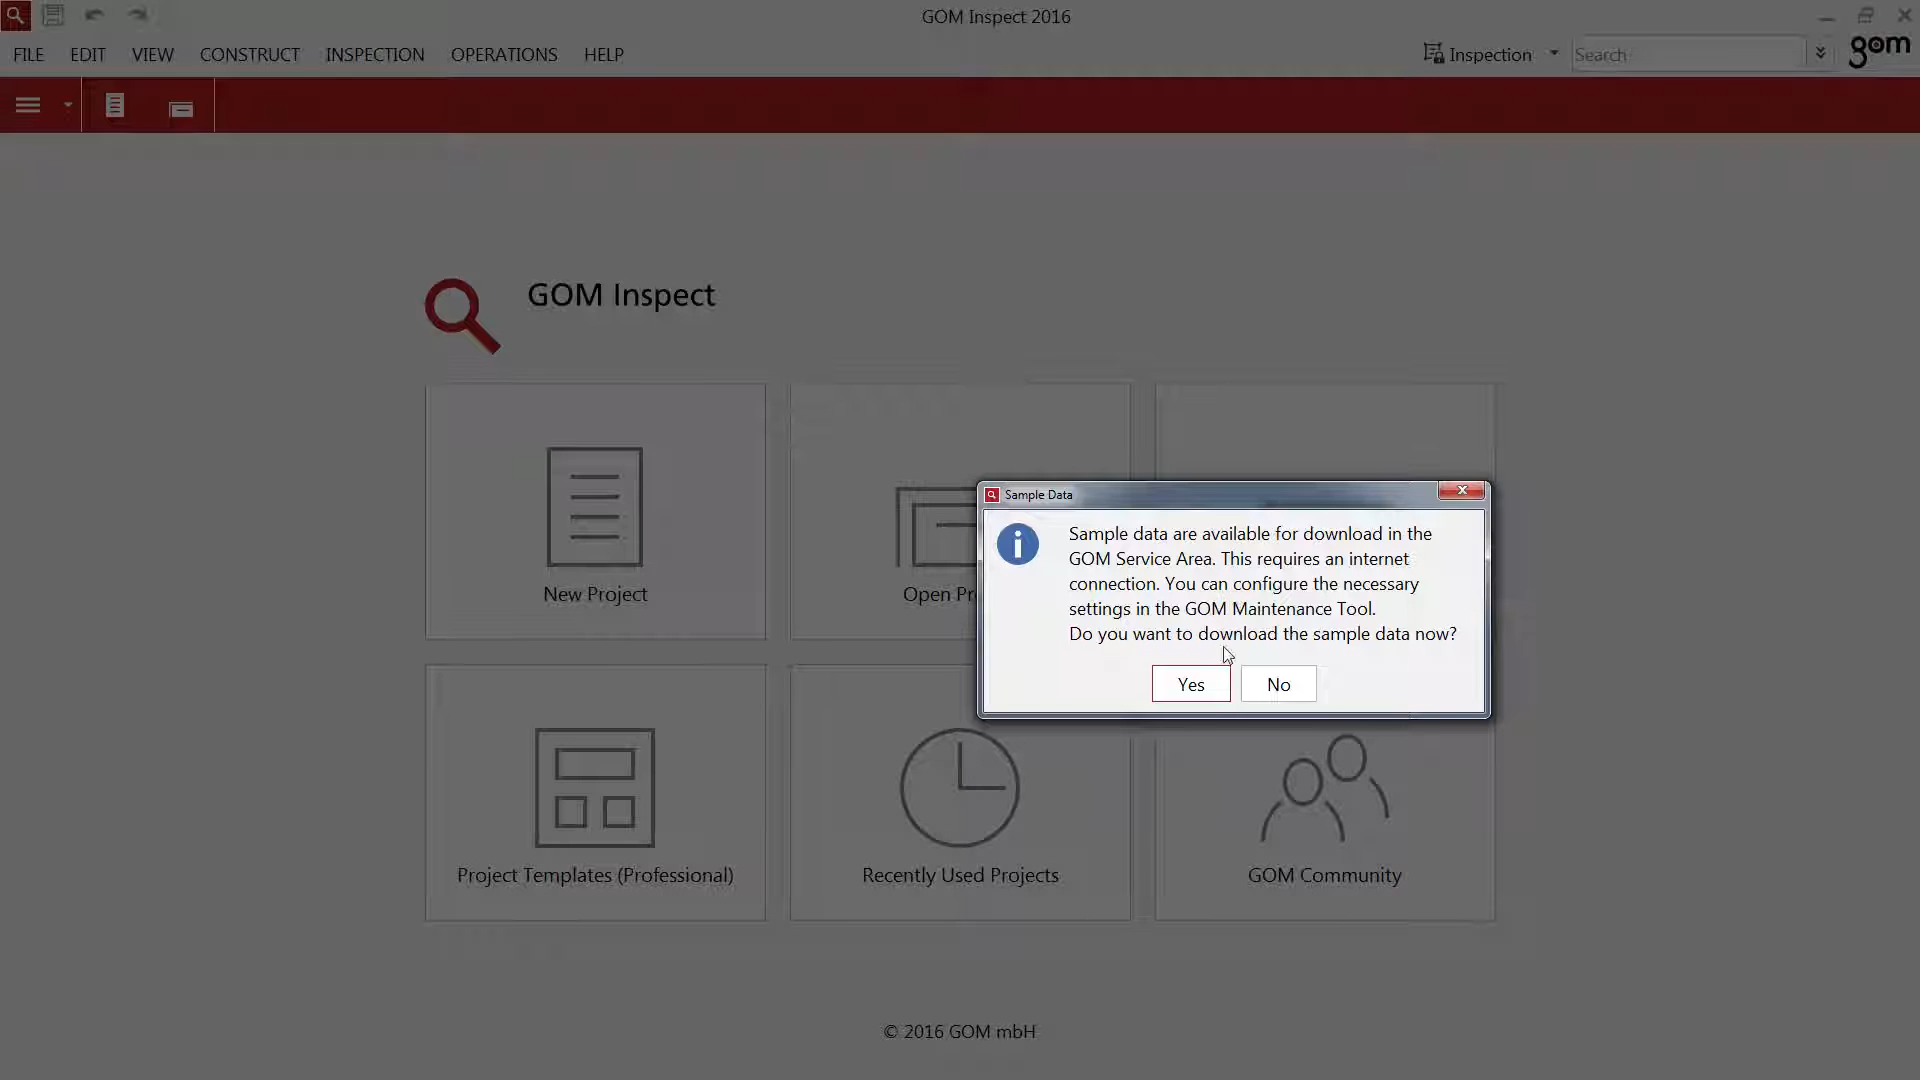 GOM Inspect 2016
FILE EDIT VIEW CONSTRUCT INSPECTION OPERATIONS HELP
Inspection
Search
gom
GOM Inspect
New Project
Open Pr
Sample Data
Sample data are available for download in the
GOM Service Area. This requires an internet
connection. You can configure the necessary
settings in the GOM Maintenance Tool.
Do you want to download the sample data now?
Yes
No
Project Templates (Professional)
Recently Used Projects
GOM Community
© 2016 GOM mbH